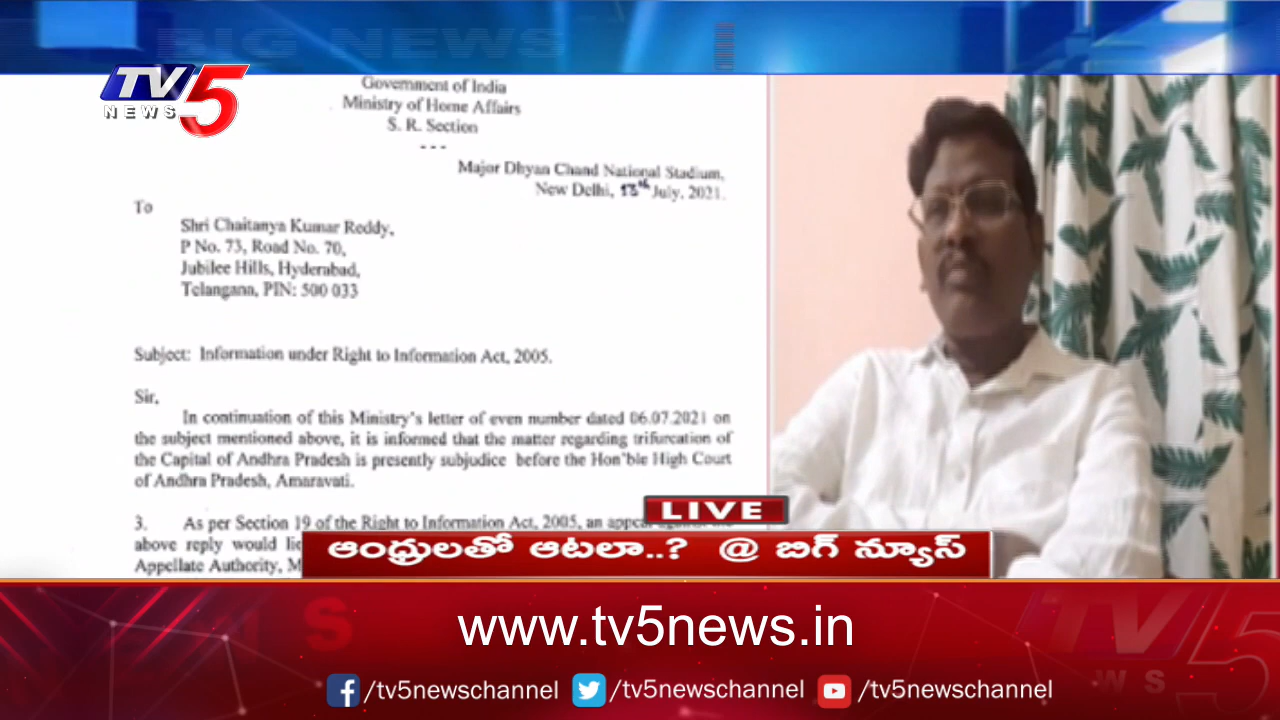 BIG NEWS
TV5
NEWS
Government of India
Ministry of Home Affairs
S. R. Section
---
Major Dhyan Chand National Stadium,
New Delhi, 13th July, 2021.
To
Shri Chaitanya Kumar Reddy,
P No. 73, Road No. 70,
Jubilee Hills, Hyderabad,
Telangana, PIN: 500 033
Subject: Information under Right to Information Act, 2005.
Sir,
In continuation of this Ministry's letter of even number dated 06.07.2021 on
the subject mentioned above, it is informed that the matter regarding trifurcation of
the Capital of Andhra Pradesh is presently subjudice before the Hon'ble High Court
of Andhra Pradesh, Amaravati.
3. As per Section 19 of the Right to Information Act, 2005, an appeal
above reply would lie
Appellate Authority,
LIVE
ఆంధ్రులతో ఆటలా..? @ బిగ్ న్యూస్
www.tv5news.in
/tv5newschannel /tv5newschannel /tv5newschannel
TV5